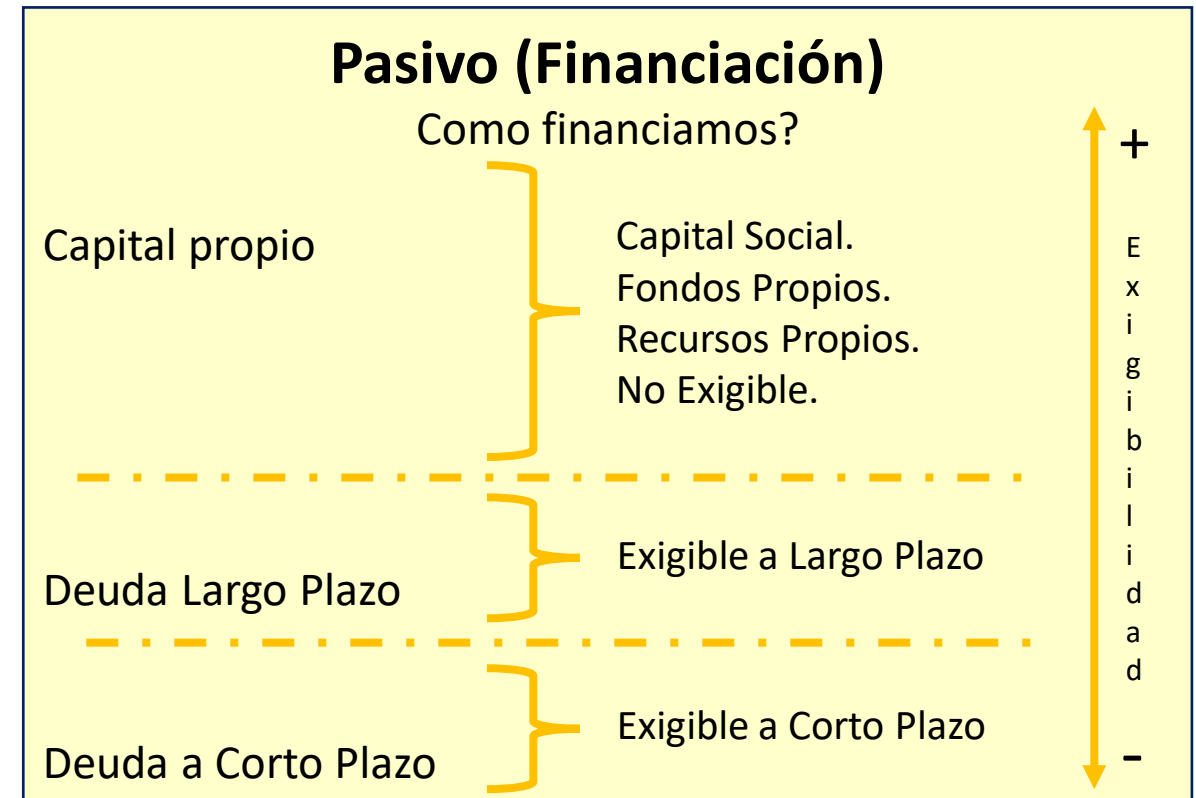 Pasivo (Financiación)
Como financiamos?
Capital propio
Capital Social.
Fondos Propios.
Recursos Propios.
No Exigible.
Deuda Largo Plazo
Exigible a Largo Plazo
Deuda a Corto Plazo
Exigible a Corto Plazo
+
Exigibilidad
-